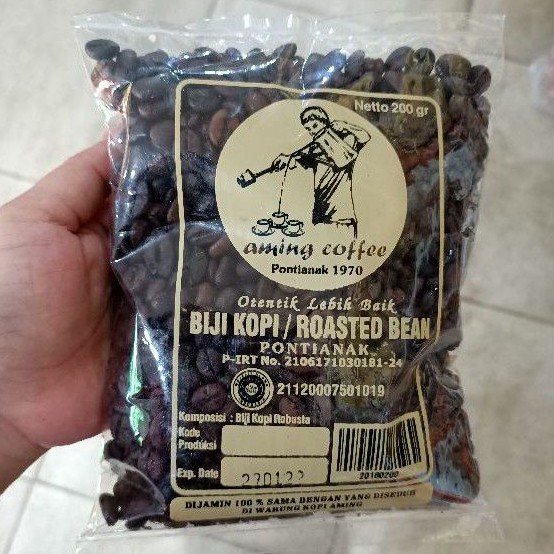 Netto 200 gr
aming coffee
Pontianak 1970
Otentik Lebih Baik
BIJI KOPI / ROASTED BEAN
PONTIANAK
P-IRT No. 2106171030181-24
21120007501019
Komposisi : Biji Kopi Robusta
Kode
Produksi
Exp. Date 230122
20180200
DIJAMIN 100 % SAMA DENGAN YANG DISEDUH
DI WARUNG KOPI AMING